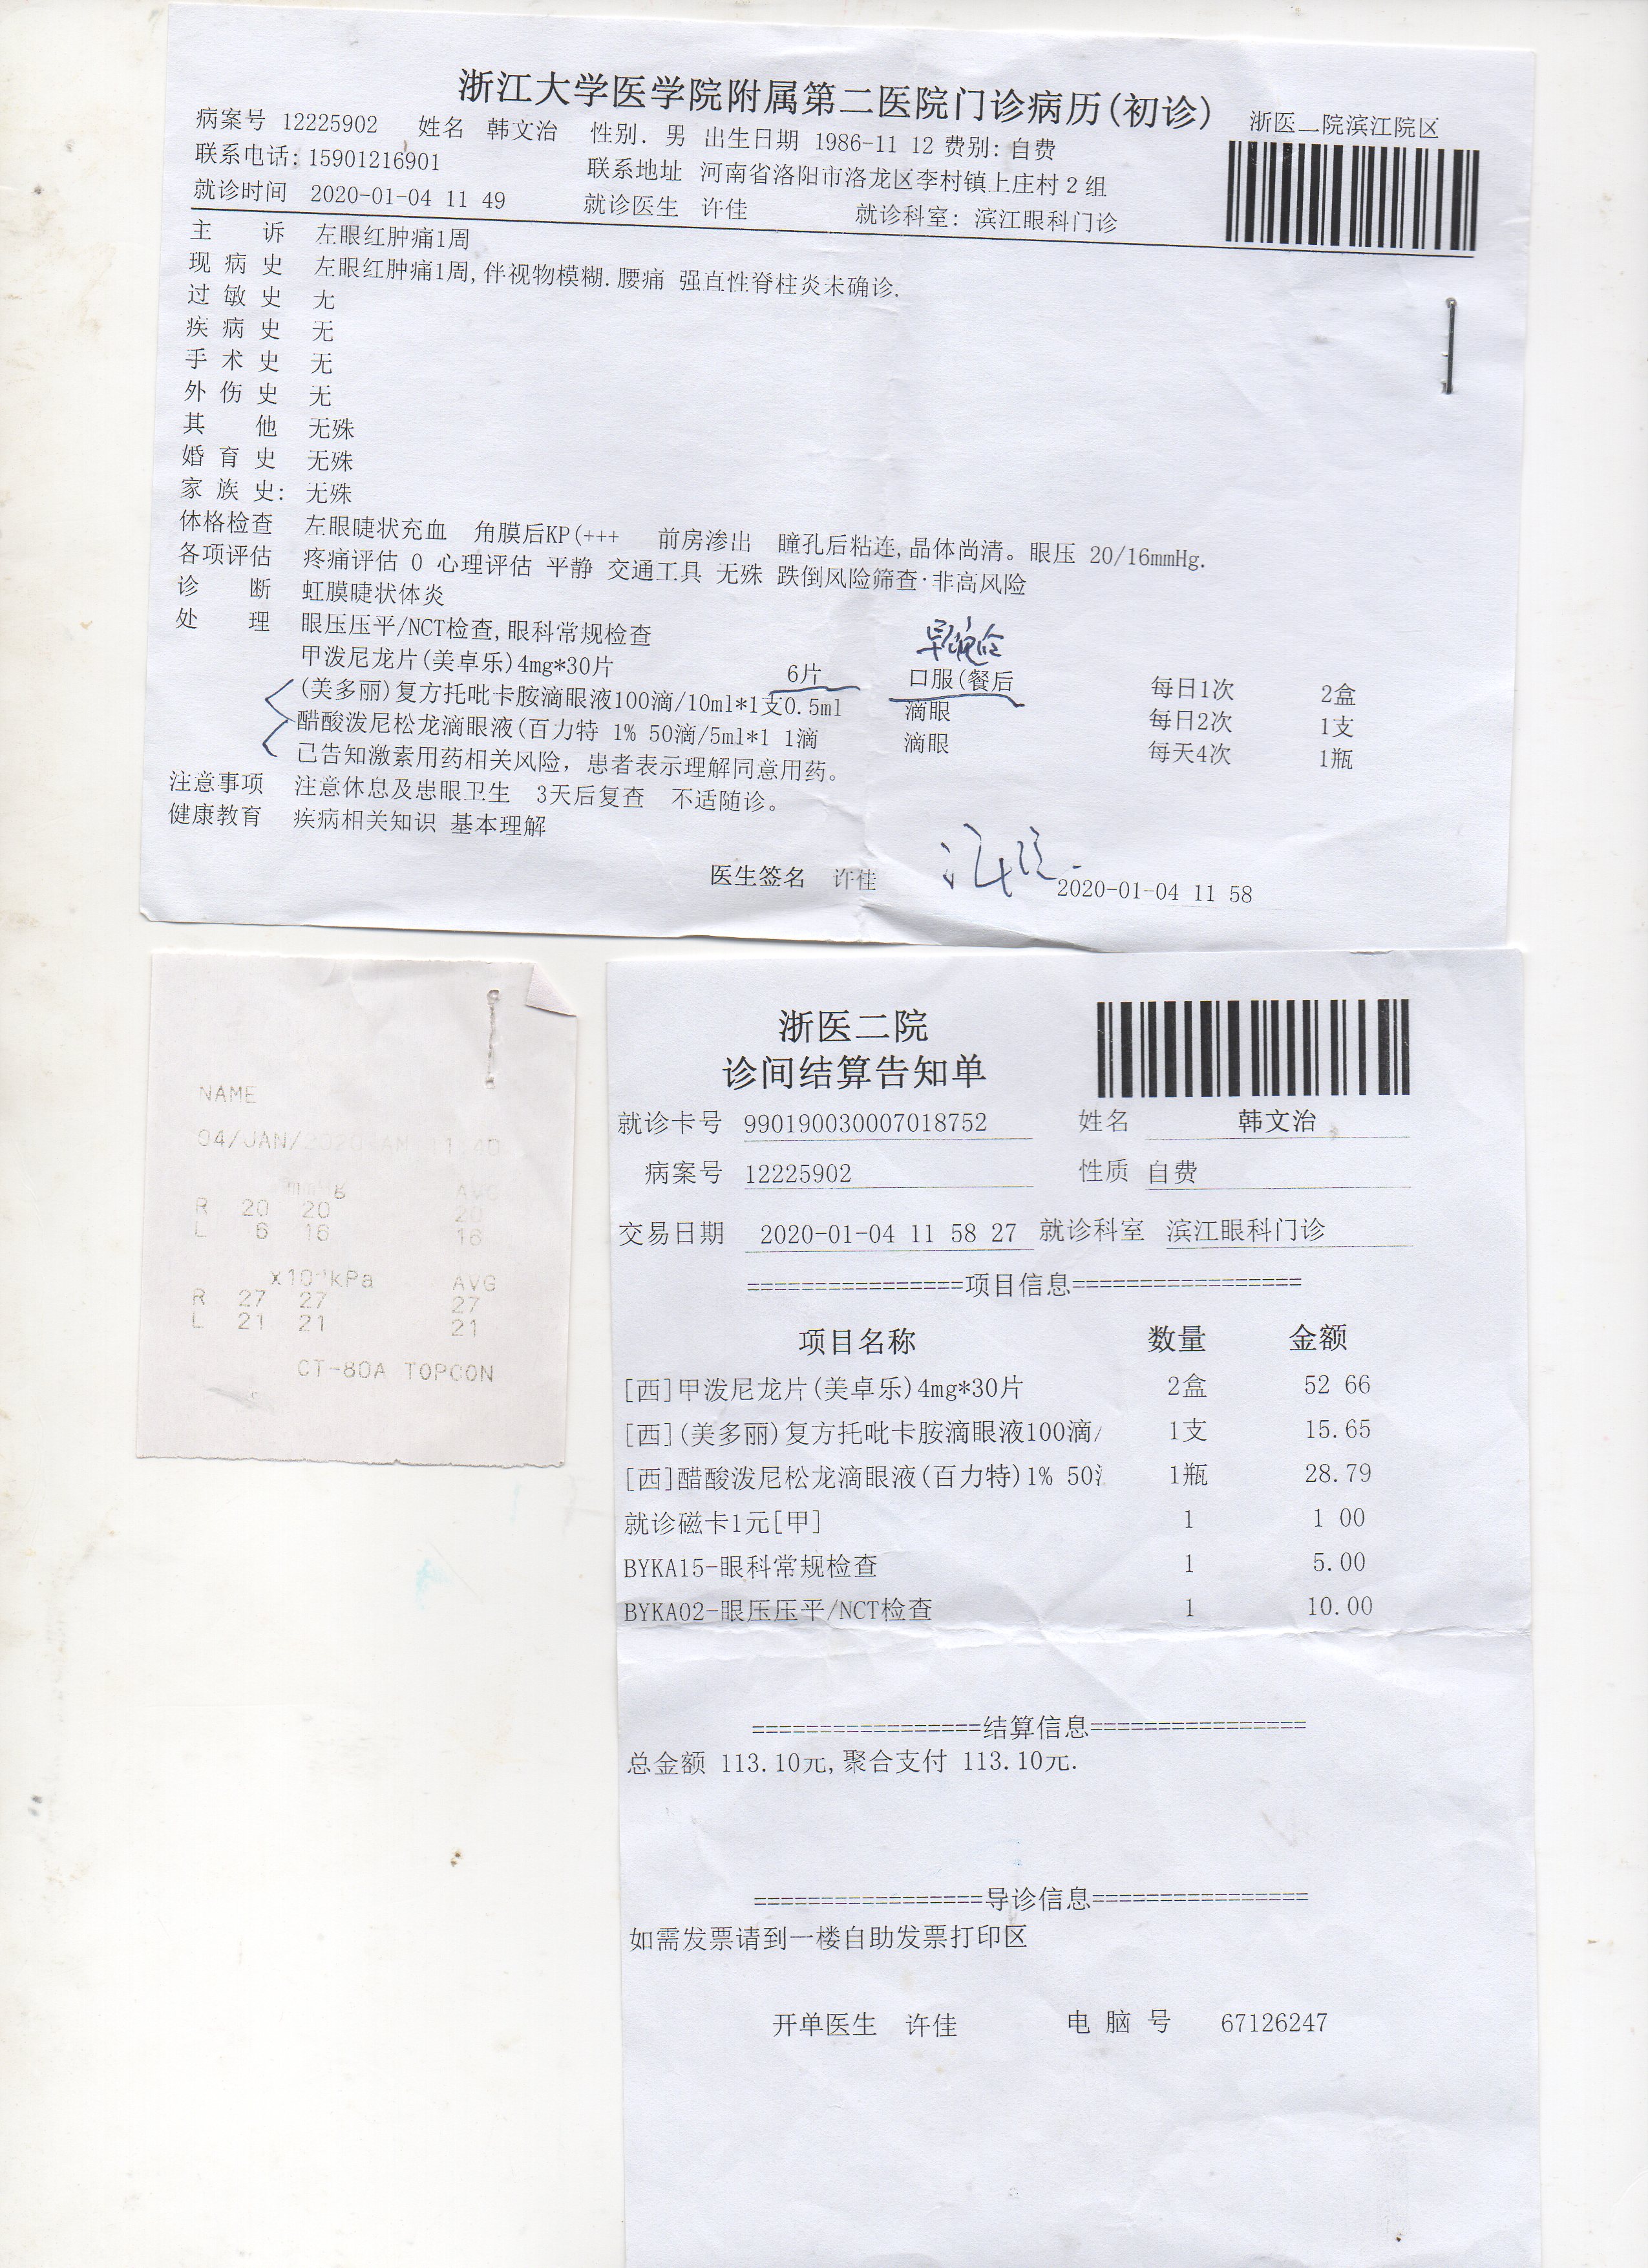 浙江大学医学院附属第二医院门诊病历(初诊)
浙医二院滨江院区
病案号 12225902 姓名 韩文治 性别. 男 出生日期 1986-11 12 费别: 自费
联系电话: 15901216901 联系地址 河南省洛阳市洛龙区李村镇上庄村 2 组
就诊时间 2020-01-04 11 49 就诊医生 许佳 就诊科室: 滨江眼科门诊
主 诉 左眼红肿痛1周
现 病 史 左眼红肿痛1周, 伴视物模糊. 腰痛 强直性脊柱炎未确诊.
过 敏 史 无
疾 病 史 无
手 术 史 无
外 伤 史 无
其 他 无殊
婚 育 史 无殊
家 族 史: 无殊
体格检查 左眼睫状充血 角膜后KP(+++ 前房渗出 瞳孔后粘连, 晶体尚清。眼压 20/16mmHg.
各项评估 疼痛评估 0 心理评估 平静 交通工具 无殊 跌倒风险筛查·非高风险
诊 断 虹膜睫状体炎
处 理 眼压压平/NCT检查, 眼科常规检查
甲泼尼龙片(美卓乐)4mg*30片 6片 口服(餐后 每日1次 2盒
(美多丽)复方托吡卡胺滴眼液100滴/10ml*1支0.5ml 滴眼 每日2次 1支
醋酸泼尼松龙滴眼液(百力特 1% 50滴/5ml*1 1滴 滴眼 每天4次 1瓶
已告知激素用药相关风险，患者表示理解同意用药。
注意事项 注意休息及患眼卫生 3天后复查 不适随诊。
健康教育 疾病相关知识 基本理解
医生签名 许佳 2020-01-04 11 58
NAME
04/JAN/2020 AM 11 40
mmHg AVG
R 20 20 20
L 6 16 16
x10⁻¹kPa AVG
R 27 27 27
L 21 21 21
CT-80A TOPCON
浙医二院
诊间结算告知单
就诊卡号 990190030007018752 姓名 韩文治
病案号 12225902 性质 自费
交易日期 2020-01-04 11 58 27 就诊科室 滨江眼科门诊
================项目信息=================
项目名称 数量 金额
[西]甲泼尼龙片(美卓乐)4mg*30片 2盒 52 66
[西](美多丽)复方托吡卡胺滴眼液100滴/ 1支 15.65
[西]醋酸泼尼松龙滴眼液(百力特)1% 50 1瓶 28.79
就诊磁卡1元[甲] 1 1 00
BYKA15-眼科常规检查 1 5.00
BYKA02-眼压压平/NCT检查 1 10.00
=================结算信息================
总金额 113.10元, 聚合支付 113.10元.
=================导诊信息================
如需发票请到一楼自助发票打印区
开单医生 许佳 电 脑 号 67126247